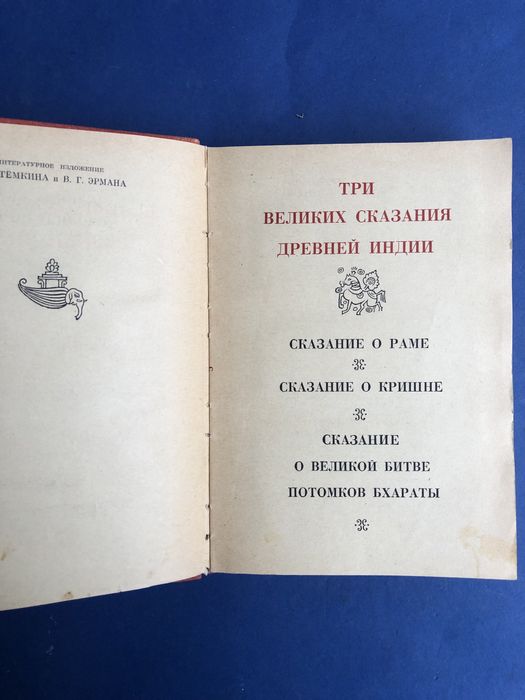 ЛИТЕРАТУРНОЕ ИЗЛОЖЕНИЕ
ТЁМКИНА и В. Г. ЭРМАНА
ТРИ
ВЕЛИКИХ СКАЗАНИЯ
ДРЕВНЕЙ ИНДИИ
СКАЗАНИЕ О РАМЕ
СКАЗАНИЕ О КРИШНЕ
СКАЗАНИЕ
О ВЕЛИКОЙ БИТВЕ
ПОТОМКОВ БХАРАТЫ